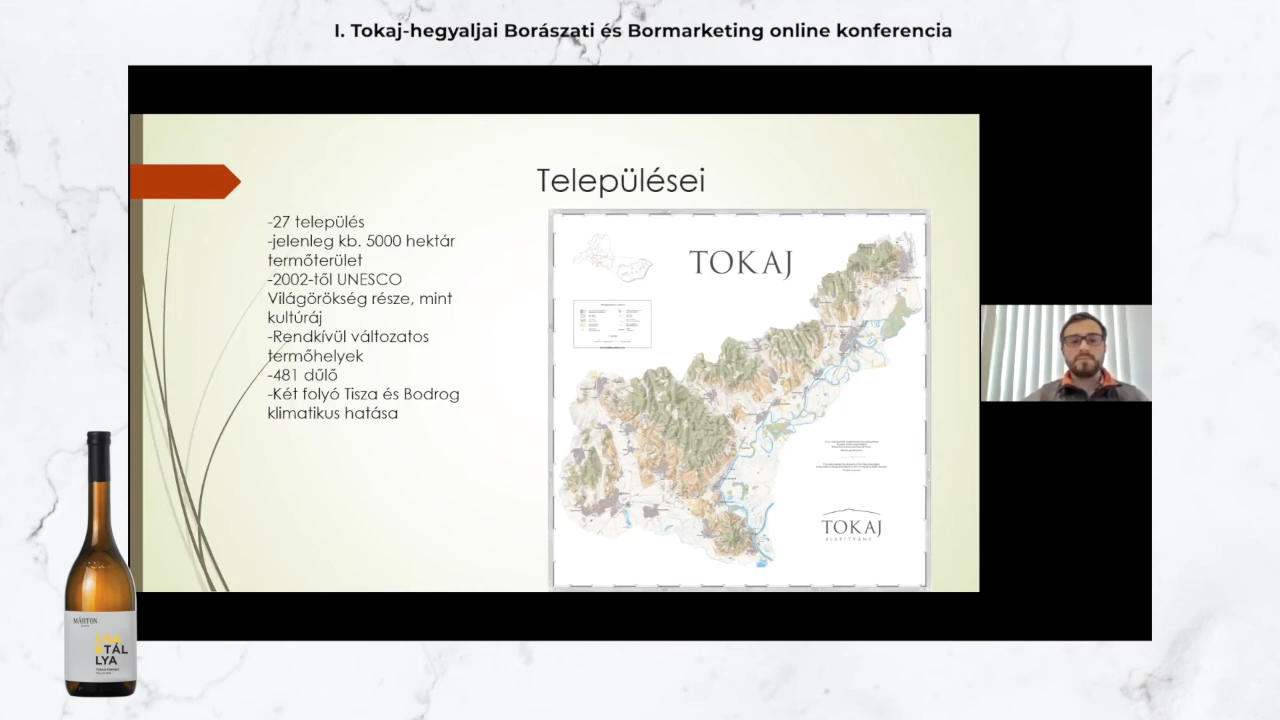 I. Tokaj-hegyaljai Borászati és Bormarketing online konferencia
Települései
-27 település
-jelenleg kb. 5000 hektár
termőterület
-2002-től UNESCO
Világörökség része, mint
kultúráj
-Rendkívül változatos
termőhelyek
-481 dűlő
-Két folyó Tisza és Bodrog
klimatikus hatása
TOKAJ
TOKAJ
ALAPÍTVÁNY
MÁRTON
TÁL
LYA